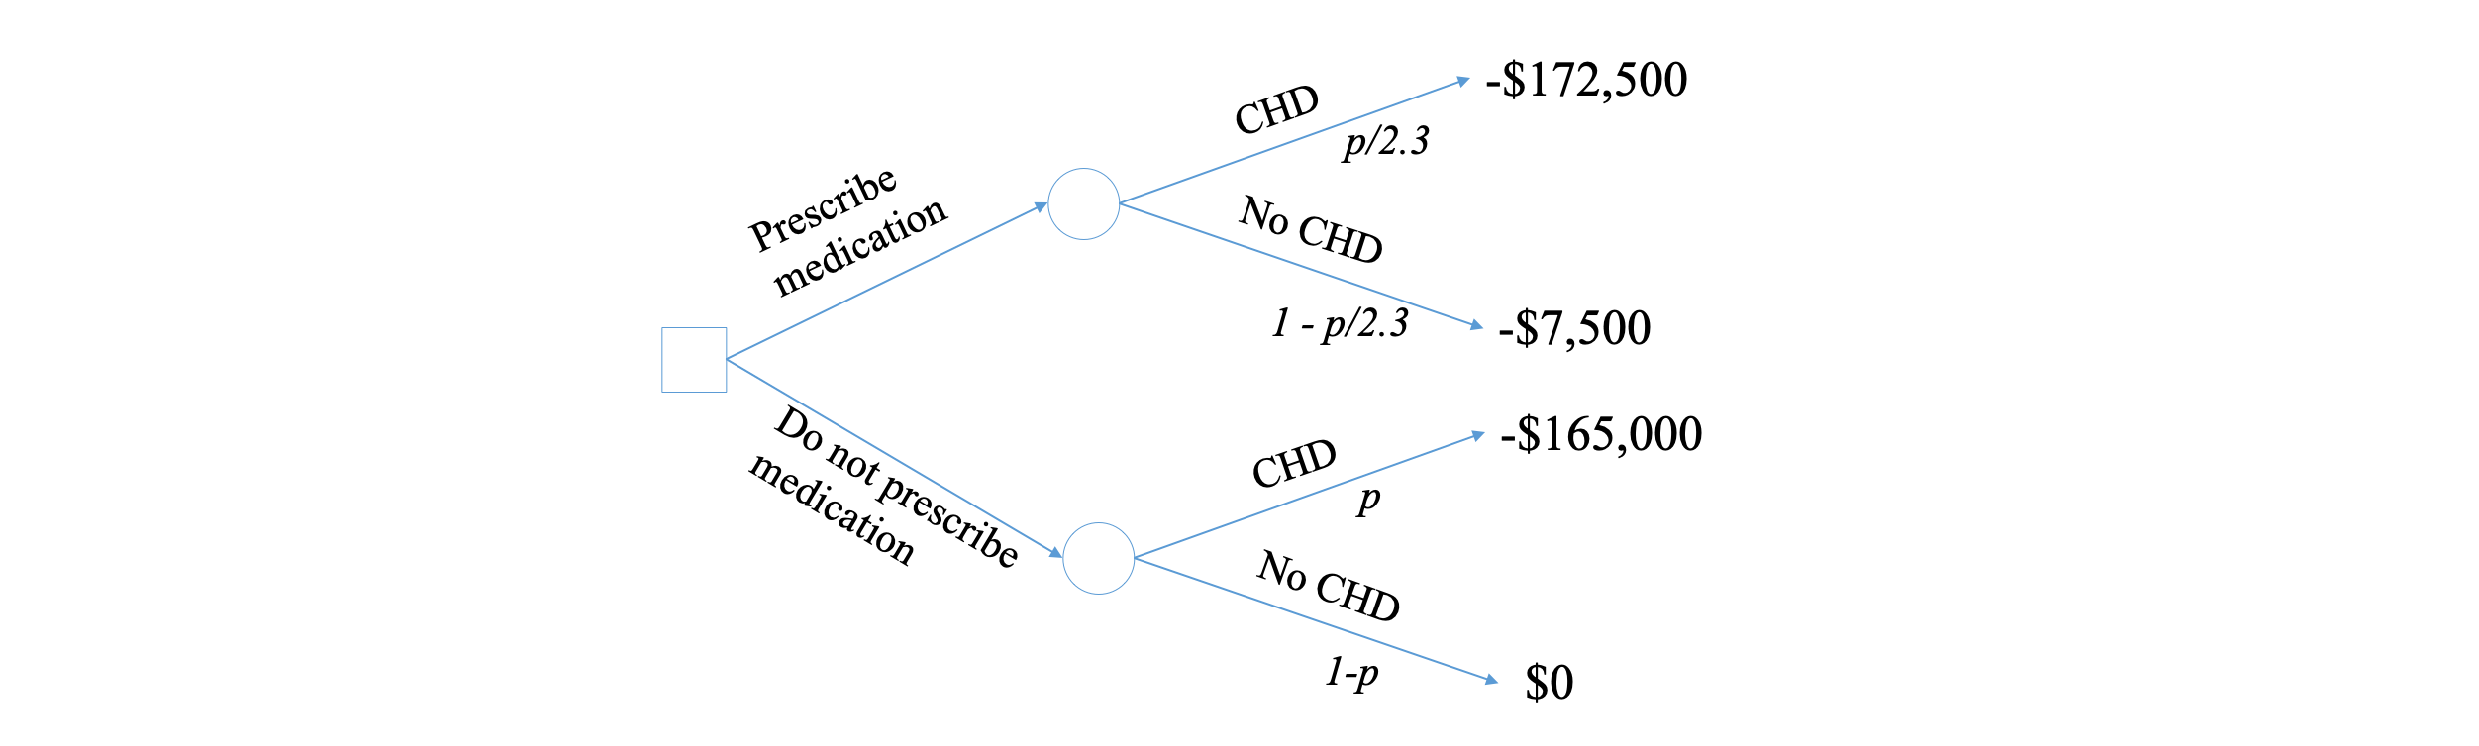 CHD
-$172,500
p/2.3
Prescribe
medication
No CHD
1 - p/2.3
-$7,500
Do not prescribe
medication
CHD
-$165,000
p
No CHD
1-p
$0